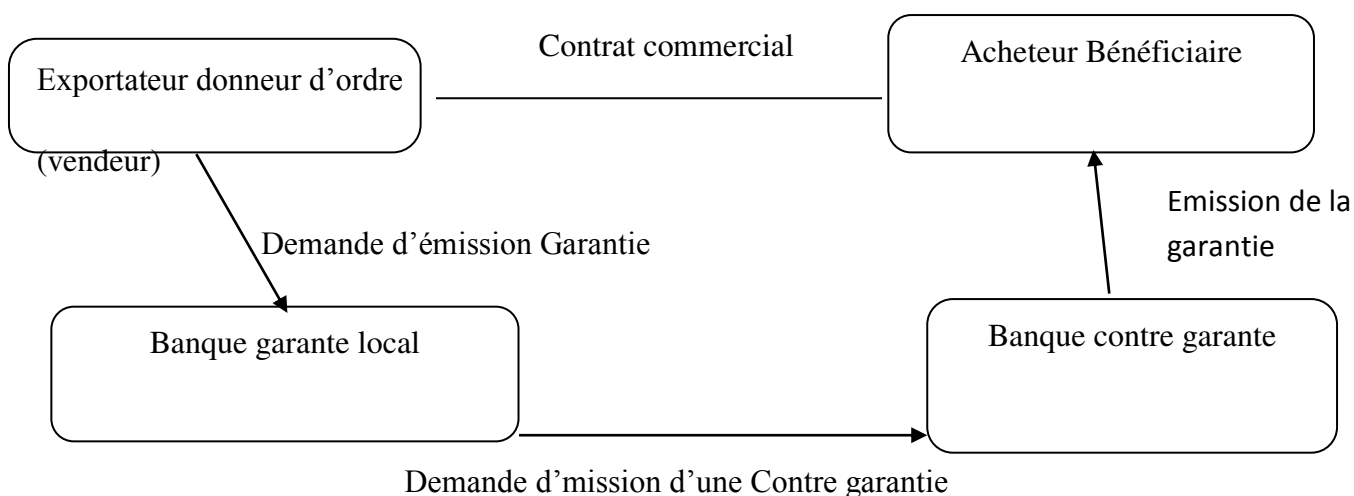 Contrat commercial
Exportateur donneur d’ordre
(vendeur)
Acheteur Bénéficiaire
Demande d’émission Garantie
Emission de la
garantie
Banque garante local
Banque contre garante
Demande d’mission d’une Contre garantie